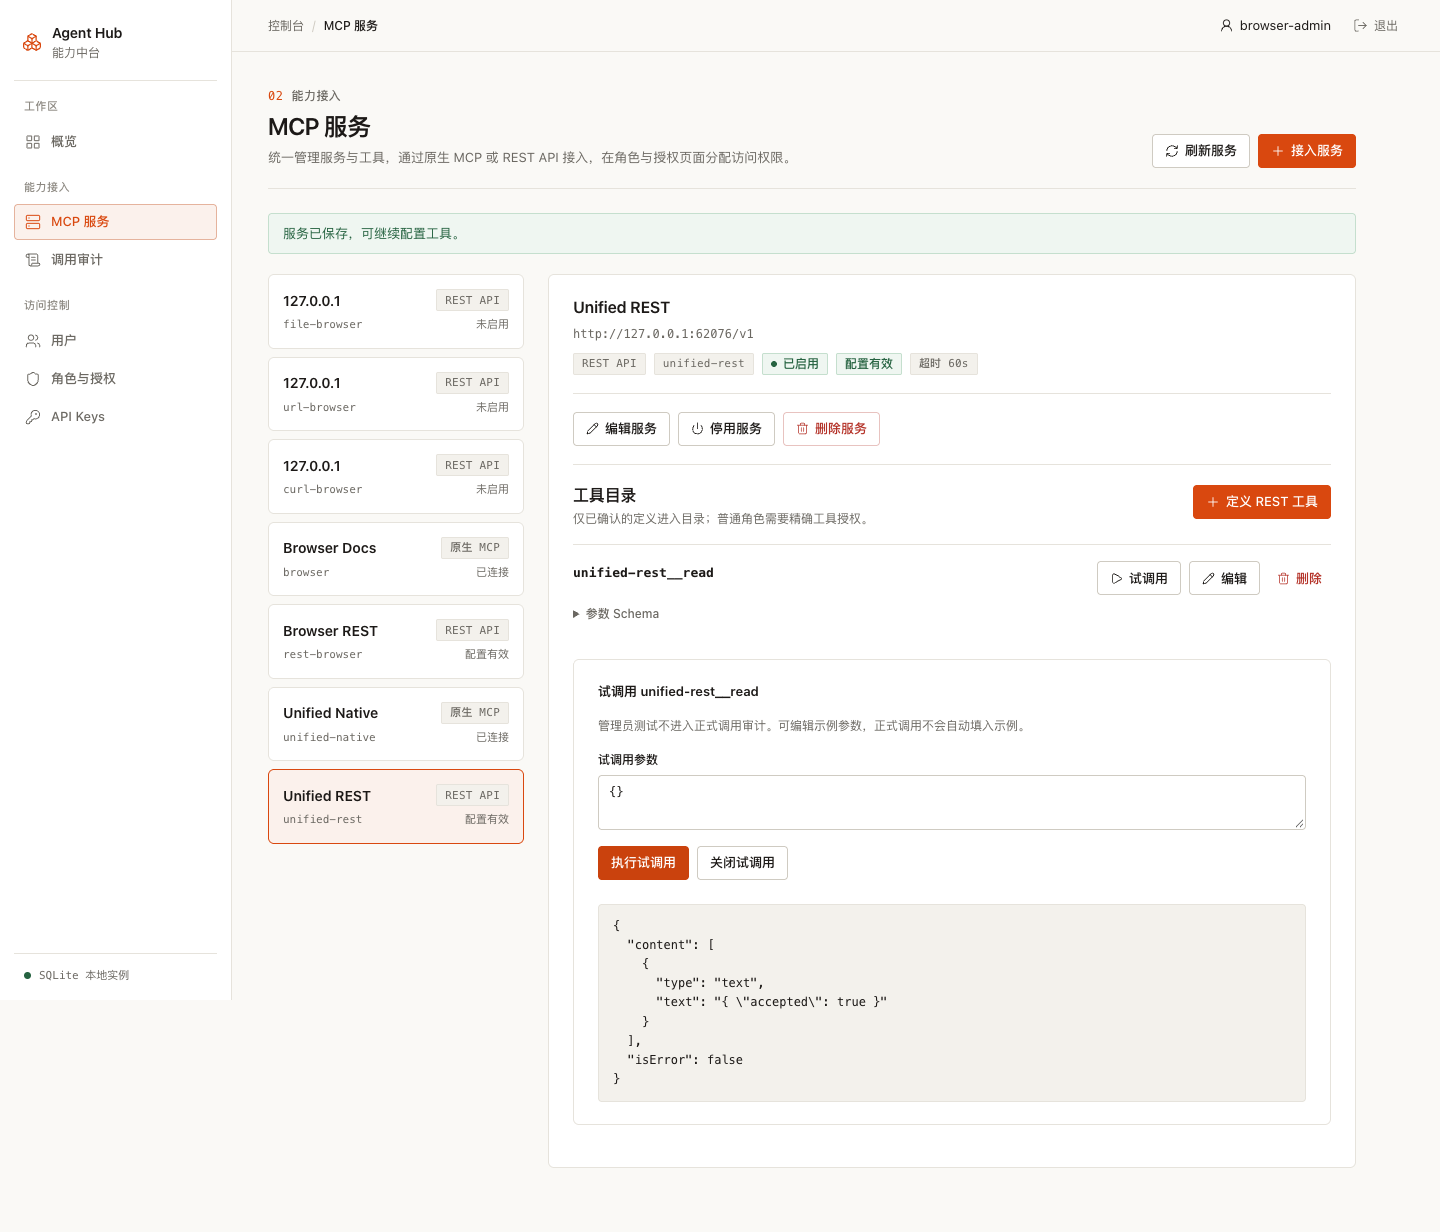 Agent Hub
能力中台
工作区
概览
能力接入
MCP 服务
调用审计
访问控制
用户
角色与授权
API Keys
SQLite 本地实例
控制台 / MCP 服务
browser-admin
退出
02 能力接入
MCP 服务
统一管理服务与工具，通过原生 MCP 或 REST API 接入，在角色与授权页面分配访问权限。
刷新服务
接入服务
服务已保存，可继续配置工具。
127.0.0.1 REST API
file-browser 未启用
127.0.0.1 REST API
url-browser 未启用
127.0.0.1 REST API
curl-browser 未启用
Browser Docs 原生 MCP
browser 已连接
Browser REST REST API
rest-browser 配置有效
Unified Native 原生 MCP
unified-native 已连接
Unified REST REST API
unified-rest 配置有效
Unified REST
http://127.0.0.1:62076/v1
REST API unified-rest 已启用 配置有效 超时 60s
编辑服务 停用服务 删除服务
工具目录
仅已确认的定义进入目录；普通角色需要精确工具授权。
定义 REST 工具
unified-rest__read
试调用 编辑 删除
参数 Schema
试调用 unified-rest__read
管理员测试不进入正式调用审计。可编辑示例参数，正式调用不会自动填入示例。
试调用参数
{}
执行试调用 关闭试调用
{
"content": [
{
"type": "text",
"text": "{ \"accepted\": true }"
}
],
"isError": false
}